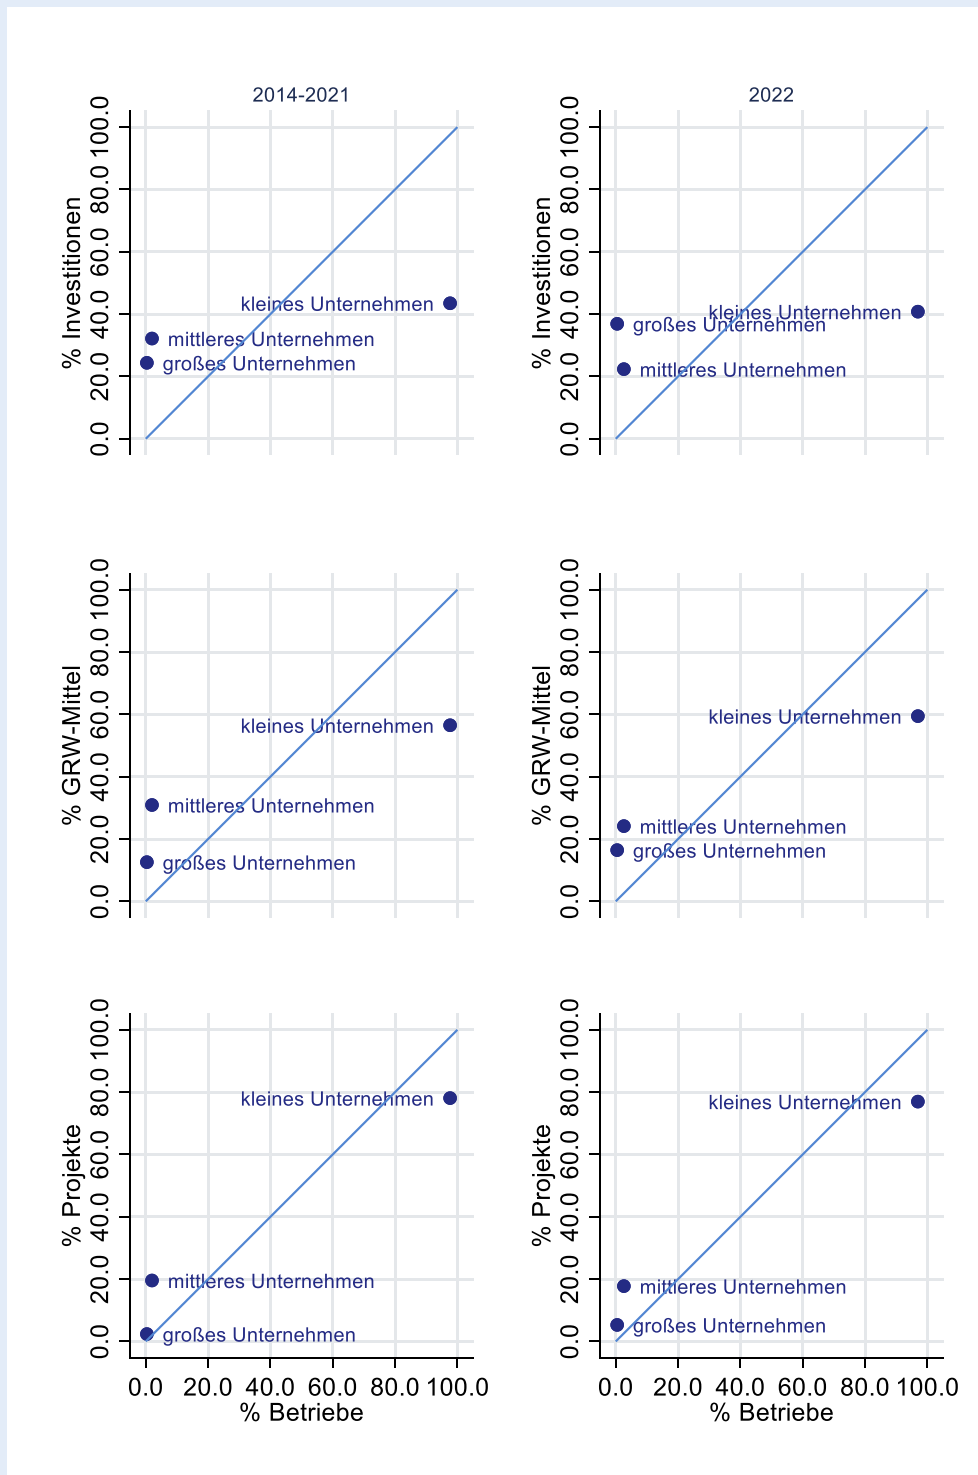 2014-2021
2022
% Investitionen
100.0
80.0
60.0
40.0
20.0
0.0
kleines Unternehmen
mittleres Unternehmen
großes Unternehmen
% Investitionen
100.0
80.0
60.0
40.0
20.0
0.0
kleines Unternehmen
großes Unternehmen
mittleres Unternehmen
% GRW-Mittel
100.0
80.0
60.0
40.0
20.0
0.0
kleines Unternehmen
mittleres Unternehmen
großes Unternehmen
% GRW-Mittel
100.0
80.0
60.0
40.0
20.0
0.0
kleines Unternehmen
mittleres Unternehmen
großes Unternehmen
% Projekte
100.0
80.0
60.0
40.0
20.0
0.0
kleines Unternehmen
mittleres Unternehmen
großes Unternehmen
0.0 20.0 40.0 60.0 80.0 100.0
% Betriebe
% Projekte
100.0
80.0
60.0
40.0
20.0
0.0
kleines Unternehmen
mittleres Unternehmen
großes Unternehmen
0.0 20.0 40.0 60.0 80.0 100.0
% Betriebe